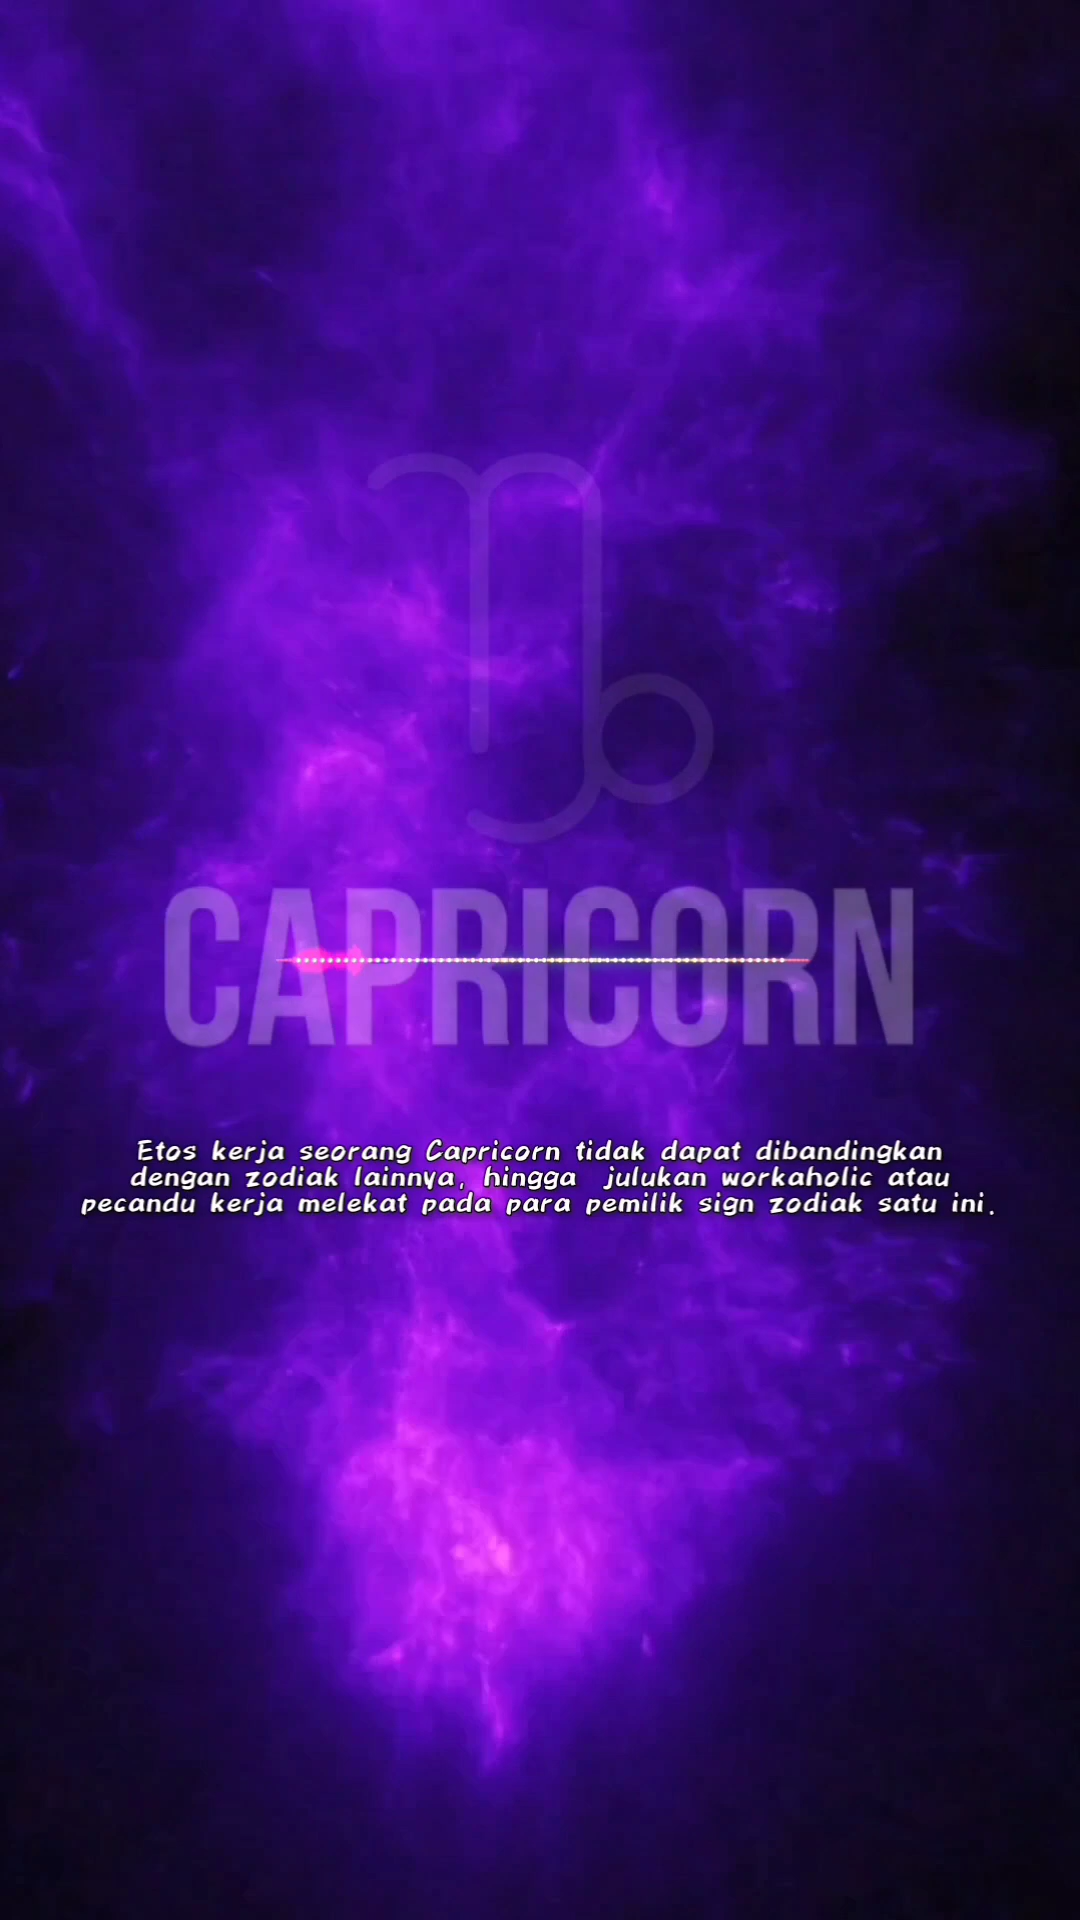 CAPRICORN
Etos kerja seorang Capricorn tidak dapat dibandingkan
dengan zodiak lainnya, hingga  julukan workaholic atau
pecandu kerja melekat pada para pemilik sign zodiak satu ini.